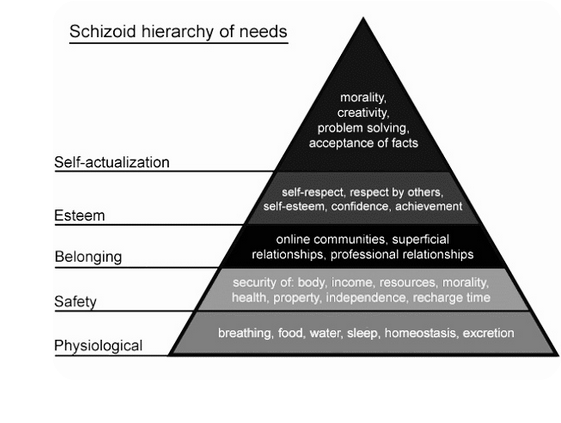 Schizoid hierarchy of needs
morality,
creativity,
problem solving,
acceptance of facts
Self-actualization
self-respect, respect by others,
self-esteem, confidence, achievement
Esteem
online communities, superficial
relationships, professional relationships
Belonging
security of: body, income, resources, morality,
health, property, independence, recharge time
Safety
breathing, food, water, sleep, homeostasis, excretion
Physiological